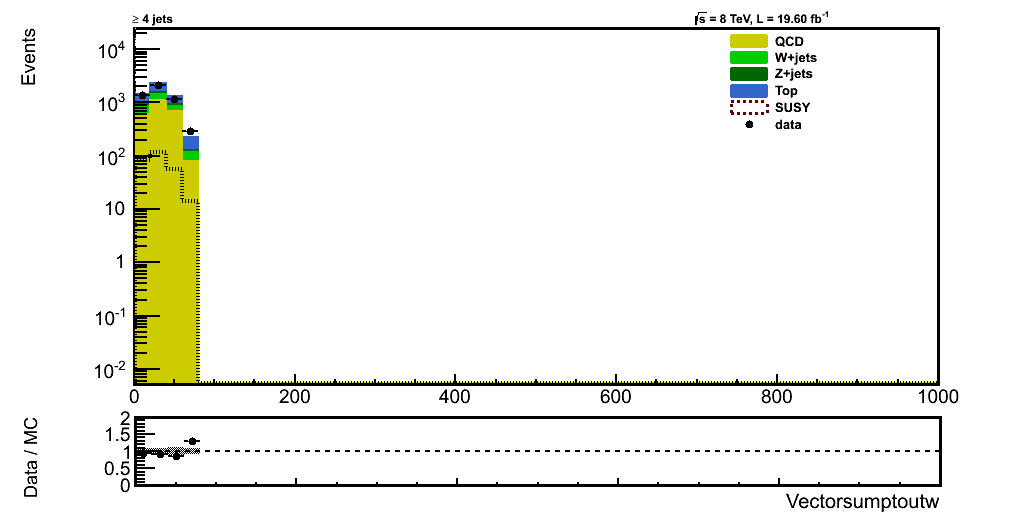 ≥ 4 jets
√s = 8 TeV, L = 19.60 fb⁻¹
Events
10⁴
10³
10²
10
1
10⁻¹
10⁻²
QCD
W+jets
Z+jets
Top
SUSY
data
0 200 400 600 800 1000
Data / MC
2
1.5
1
0.5
0
Vectorsumptoutw